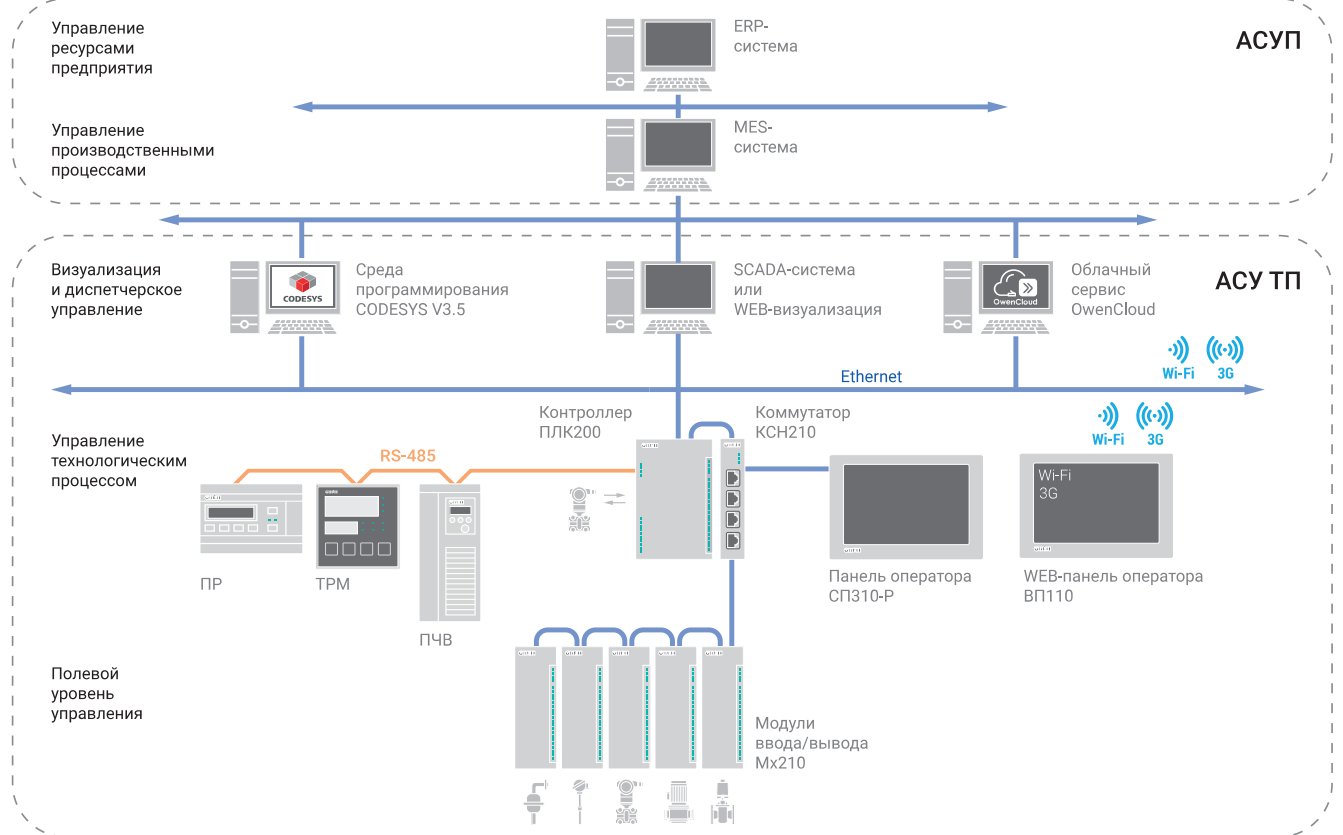 Управление
ресурсами
предприятия
ERP-
система
АСУП
Управление
производственными
процессами
MES-
система
Визуализация
и диспетчерское
управление
CODESYS
Среда
программирования
CODESYS V3.5
SCADA-система
или
WEB-визуализация
OwenCloud
Облачный
сервис
OwenCloud
АСУ ТП
Wi-Fi
3G
Ethernet
Контроллер
ПЛК200
Коммутатор
КСН210
Wi-Fi
3G
Управление
технологическим
процессом
RS-485
Wi-Fi
3G
ПР
ТРМ
ПЧВ
Панель оператора
СП310-Р
WEB-панель оператора
ВП110
Полевой
уровень
управления
Модули
ввода/вывода
Мх210